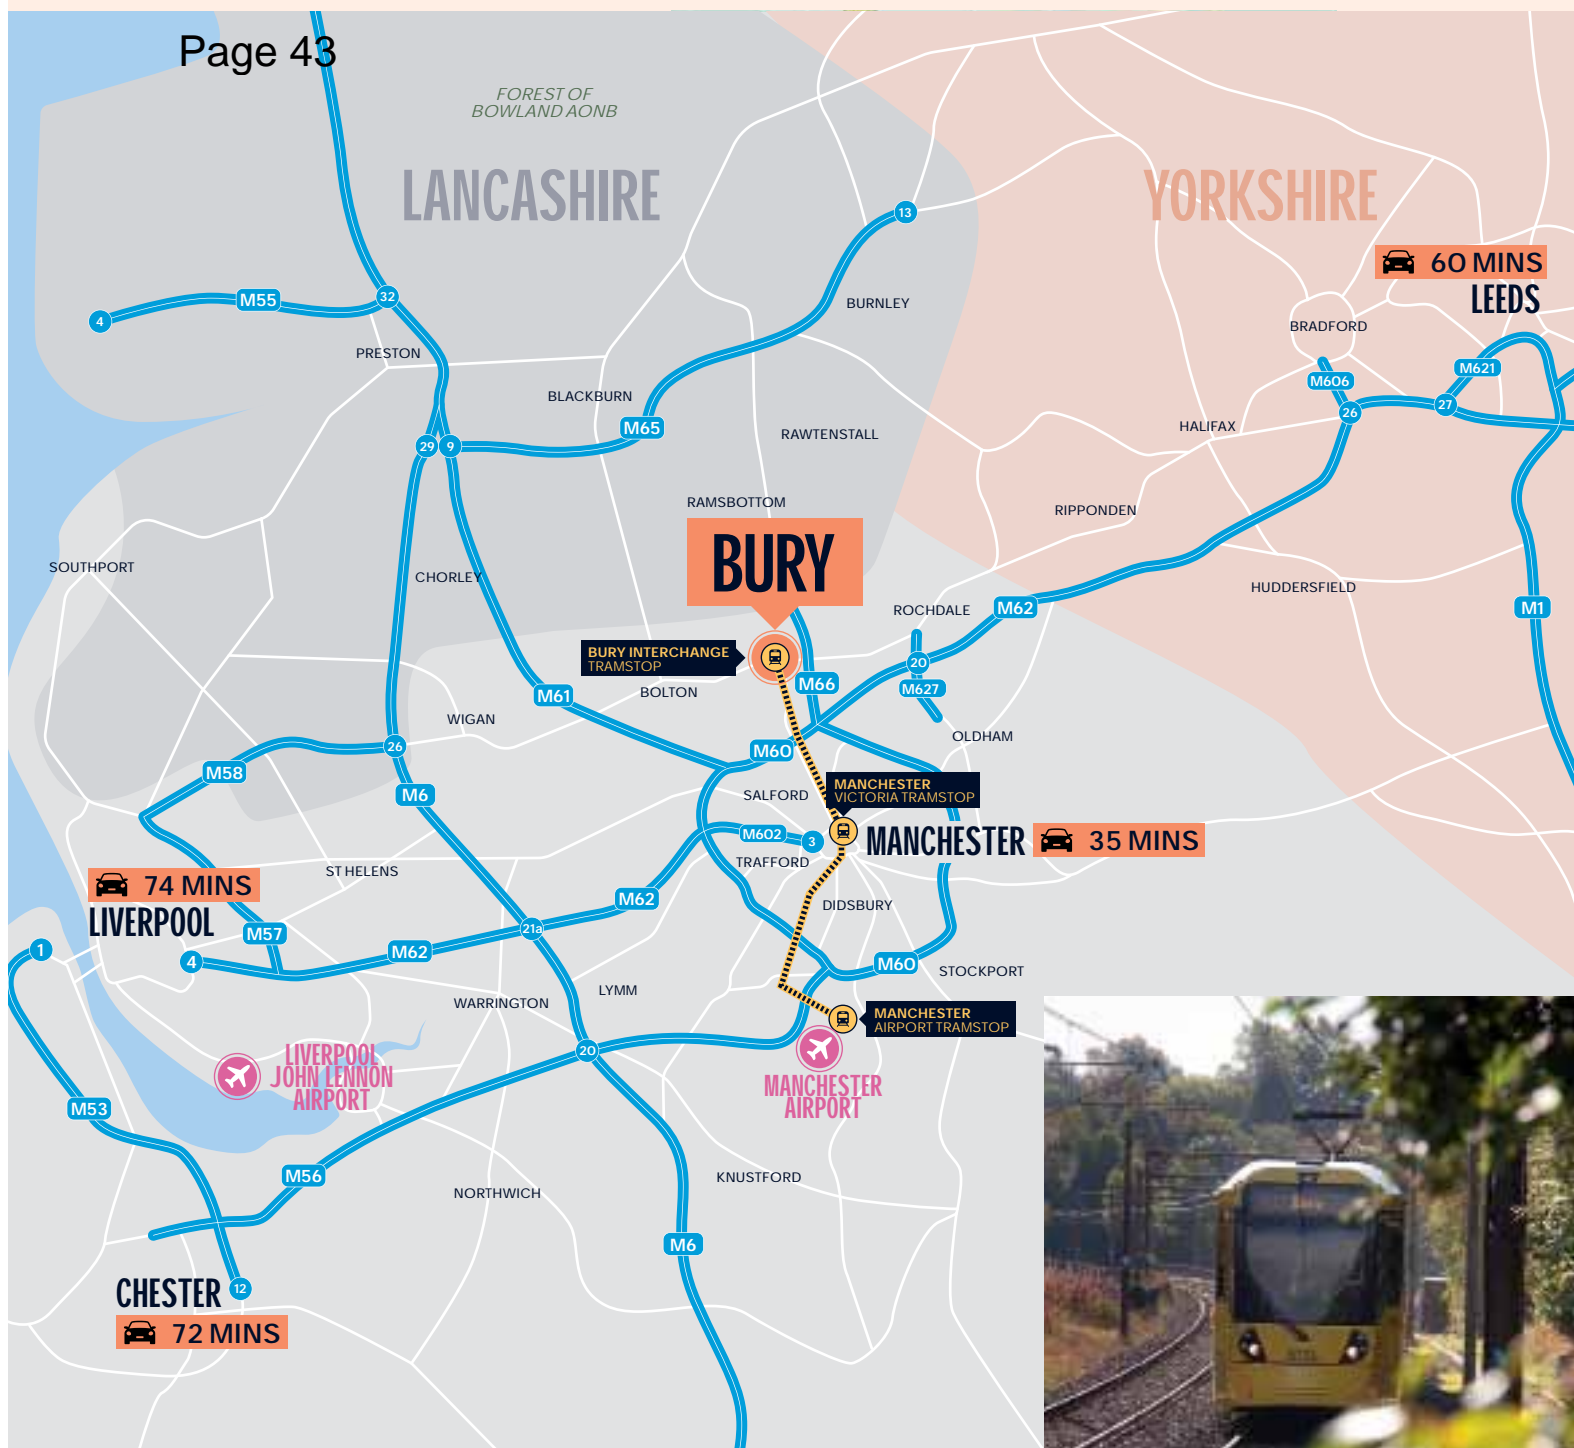 Page 43
FOREST OF
BOWLAND AONB
LANCASHIRE
YORKSHIRE
13
60 MINS
LEEDS
M55
32
4
BURNLEY
BRADFORD
PRESTON
M621
M606
BLACKBURN
27
26
M65
HALIFAX
RAWTENSTALL
29
9
RAMSBOTTOM
RIPPONDEN
BURY
SOUTHPORT
CHORLEY
HUDDERSFIELD
ROCHDALE
M62
M1
BURY INTERCHANGE
TRAMSTOP
20
M66
M627
BOLTON
M61
WIGAN
OLDHAM
26
M60
M58
MANCHESTER
VICTORIA TRAMSTOP
M6
SALFORD
M602
3
MANCHESTER
35 MINS
TRAFFORD
ST HELENS
74 MINS
LIVERPOOL
M62
DIDSBURY
21a
M57
1
M62
4
M60
STOCKPORT
LYMM
WARRINGTON
MANCHESTER
AIRPORT TRAMSTOP
20
LIVERPOOL
JOHN LENNON
AIRPORT
MANCHESTER
AIRPORT
M53
M56
KNUSTFORD
NORTHWICH
M6
CHESTER
12
72 MINS